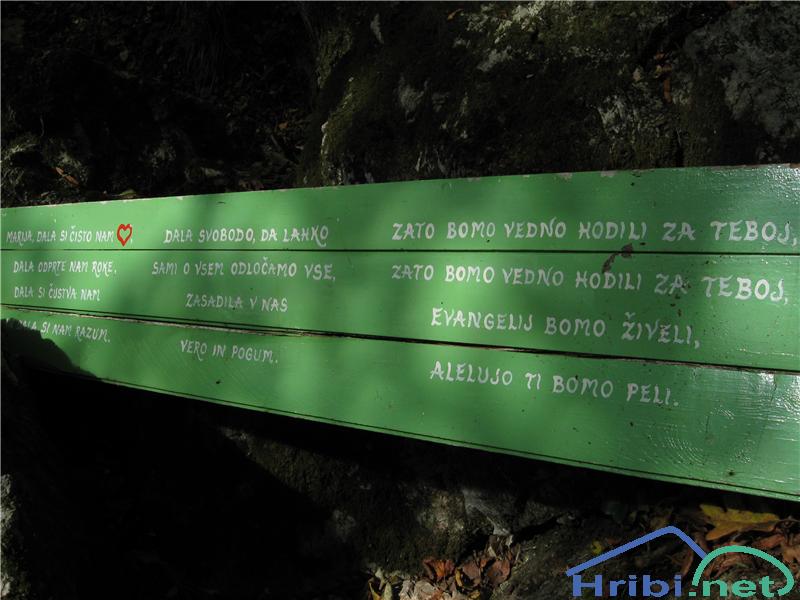 MARIJA, DALA SI ČISTO NAM ❤,
DALA ODPRTE NAM ROKE,
DALA SI ČUSTVA NAM
DALA SI NAM RAZUM.
DALA SVOBODO, DA LAHKO
SAMI O VSEM ODLOČAMO VSE,
ZASADILA V NAS
VERO IN POGUM.
ZATO BOMO VEDNO HODILI ZA TEBOJ,
ZATO BOMO VEDNO HODILI ZA TEBOJ,
EVANGELIJ BOMO ŽIVELI,
ALELUJO TI BOMO PELI.
Hribi.net